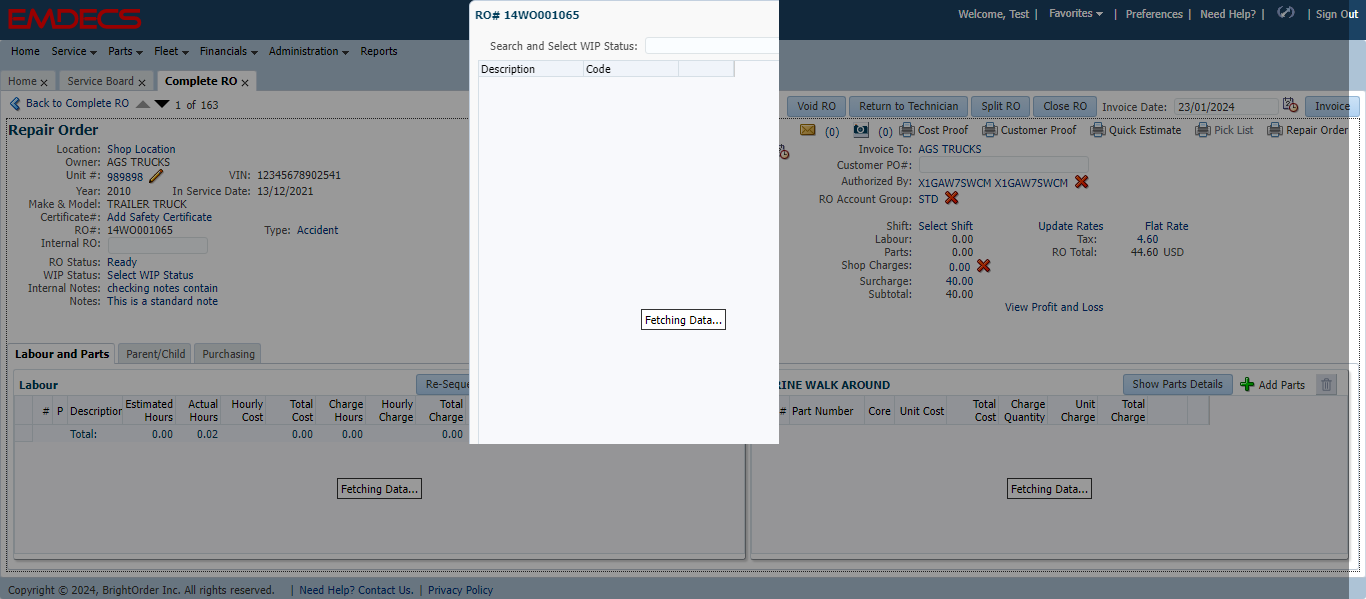 EMDECS
Welcome, Test | Favorites | Preferences | Need Help? | | Sign Out
Home Service Parts Fleet Financials Administration Reports
Home Service Board Complete RO
Back to Complete RO 1 of 163
Void RO Return to Technician Split RO Close RO Invoice Date: 23/01/2024 Invoice
(0) (0) Cost Proof Customer Proof Quick Estimate Pick List Repair Order
Repair Order
Location: Shop Location
Owner: AGS TRUCKS
Unit #: 989898 VIN: 12345678902541
Year: 2010 In Service Date: 13/12/2021
Make & Model: TRAILER TRUCK
Certificate#: Add Safety Certificate
RO#: 14WO001065 Type: Accident
Internal RO:
RO Status: Ready
WIP Status: Select WIP Status
Internal Notes: checking notes contain
Notes: This is a standard note
RO# 14WO001065
Search and Select WIP Status:
Description Code
Fetching Data...
Invoice To: AGS TRUCKS
Customer PO#:
Authorized By: X1GAW7SWCM X1GAW7SWCM
RO Account Group: STD
Shift: Select Shift Update Rates Flat Rate
Labour: 0.00 Tax: 4.60
Parts: 0.00 RO Total: 44.60 USD
Shop Charges: 0.00
Surcharge: 40.00
Subtotal: 40.00
View Profit and Loss
Labour and Parts Parent/Child Purchasing
Labour Re-Seque
# P Description Estimated Hours Actual Hours Hourly Cost Total Cost Charge Hours Hourly Charge Total Charge
Total: 0.00 0.02 0.00 0.00 0.00
Fetching Data...
RINE WALK AROUND Show Parts Details Add Parts
# Part Number Core Unit Cost Total Cost Charge Quantity Unit Charge Total Charge
Fetching Data...
Copyright © 2024, BrightOrder Inc. All rights reserved. | Need Help? Contact Us. | Privacy Policy